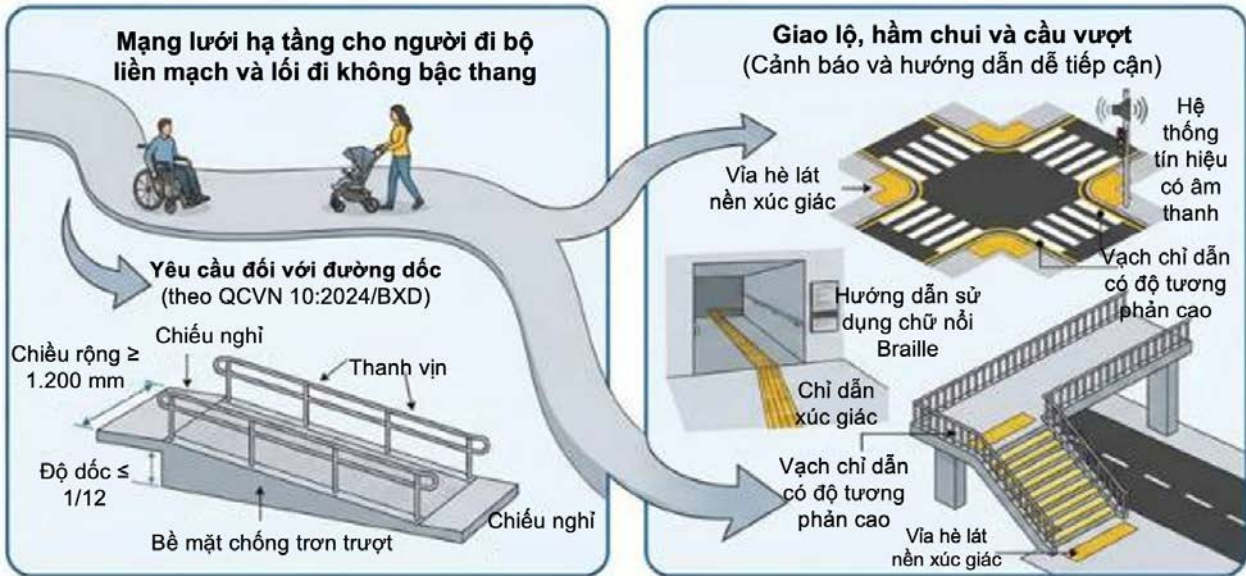 Mạng lưới hạ tầng cho người đi bộ
liền mạch và lối đi không bậc thang
Yêu cầu đối với đường dốc
(theo QCVN 10:2024/BXD)
Chiếu nghỉ
Chiều rộng ≥
1.200 mm
Thanh vịn
Độ dốc ≤
1/12
Chiếu nghỉ
Bề mặt chống trơn trượt
Giao lộ, hầm chui và cầu vượt
(Cảnh báo và hướng dẫn dễ tiếp cận)
Hệ
thống
tín hiệu
có âm
thanh
Vỉa hè lát
nền xúc giác
Vạch chỉ dẫn
có độ tương
phản cao
Hướng dẫn sử
dụng chữ nổi
Braille
Chỉ dẫn
xúc giác
Vạch chỉ dẫn
có độ tương
phản cao
Vỉa hè lát
nền xúc giác